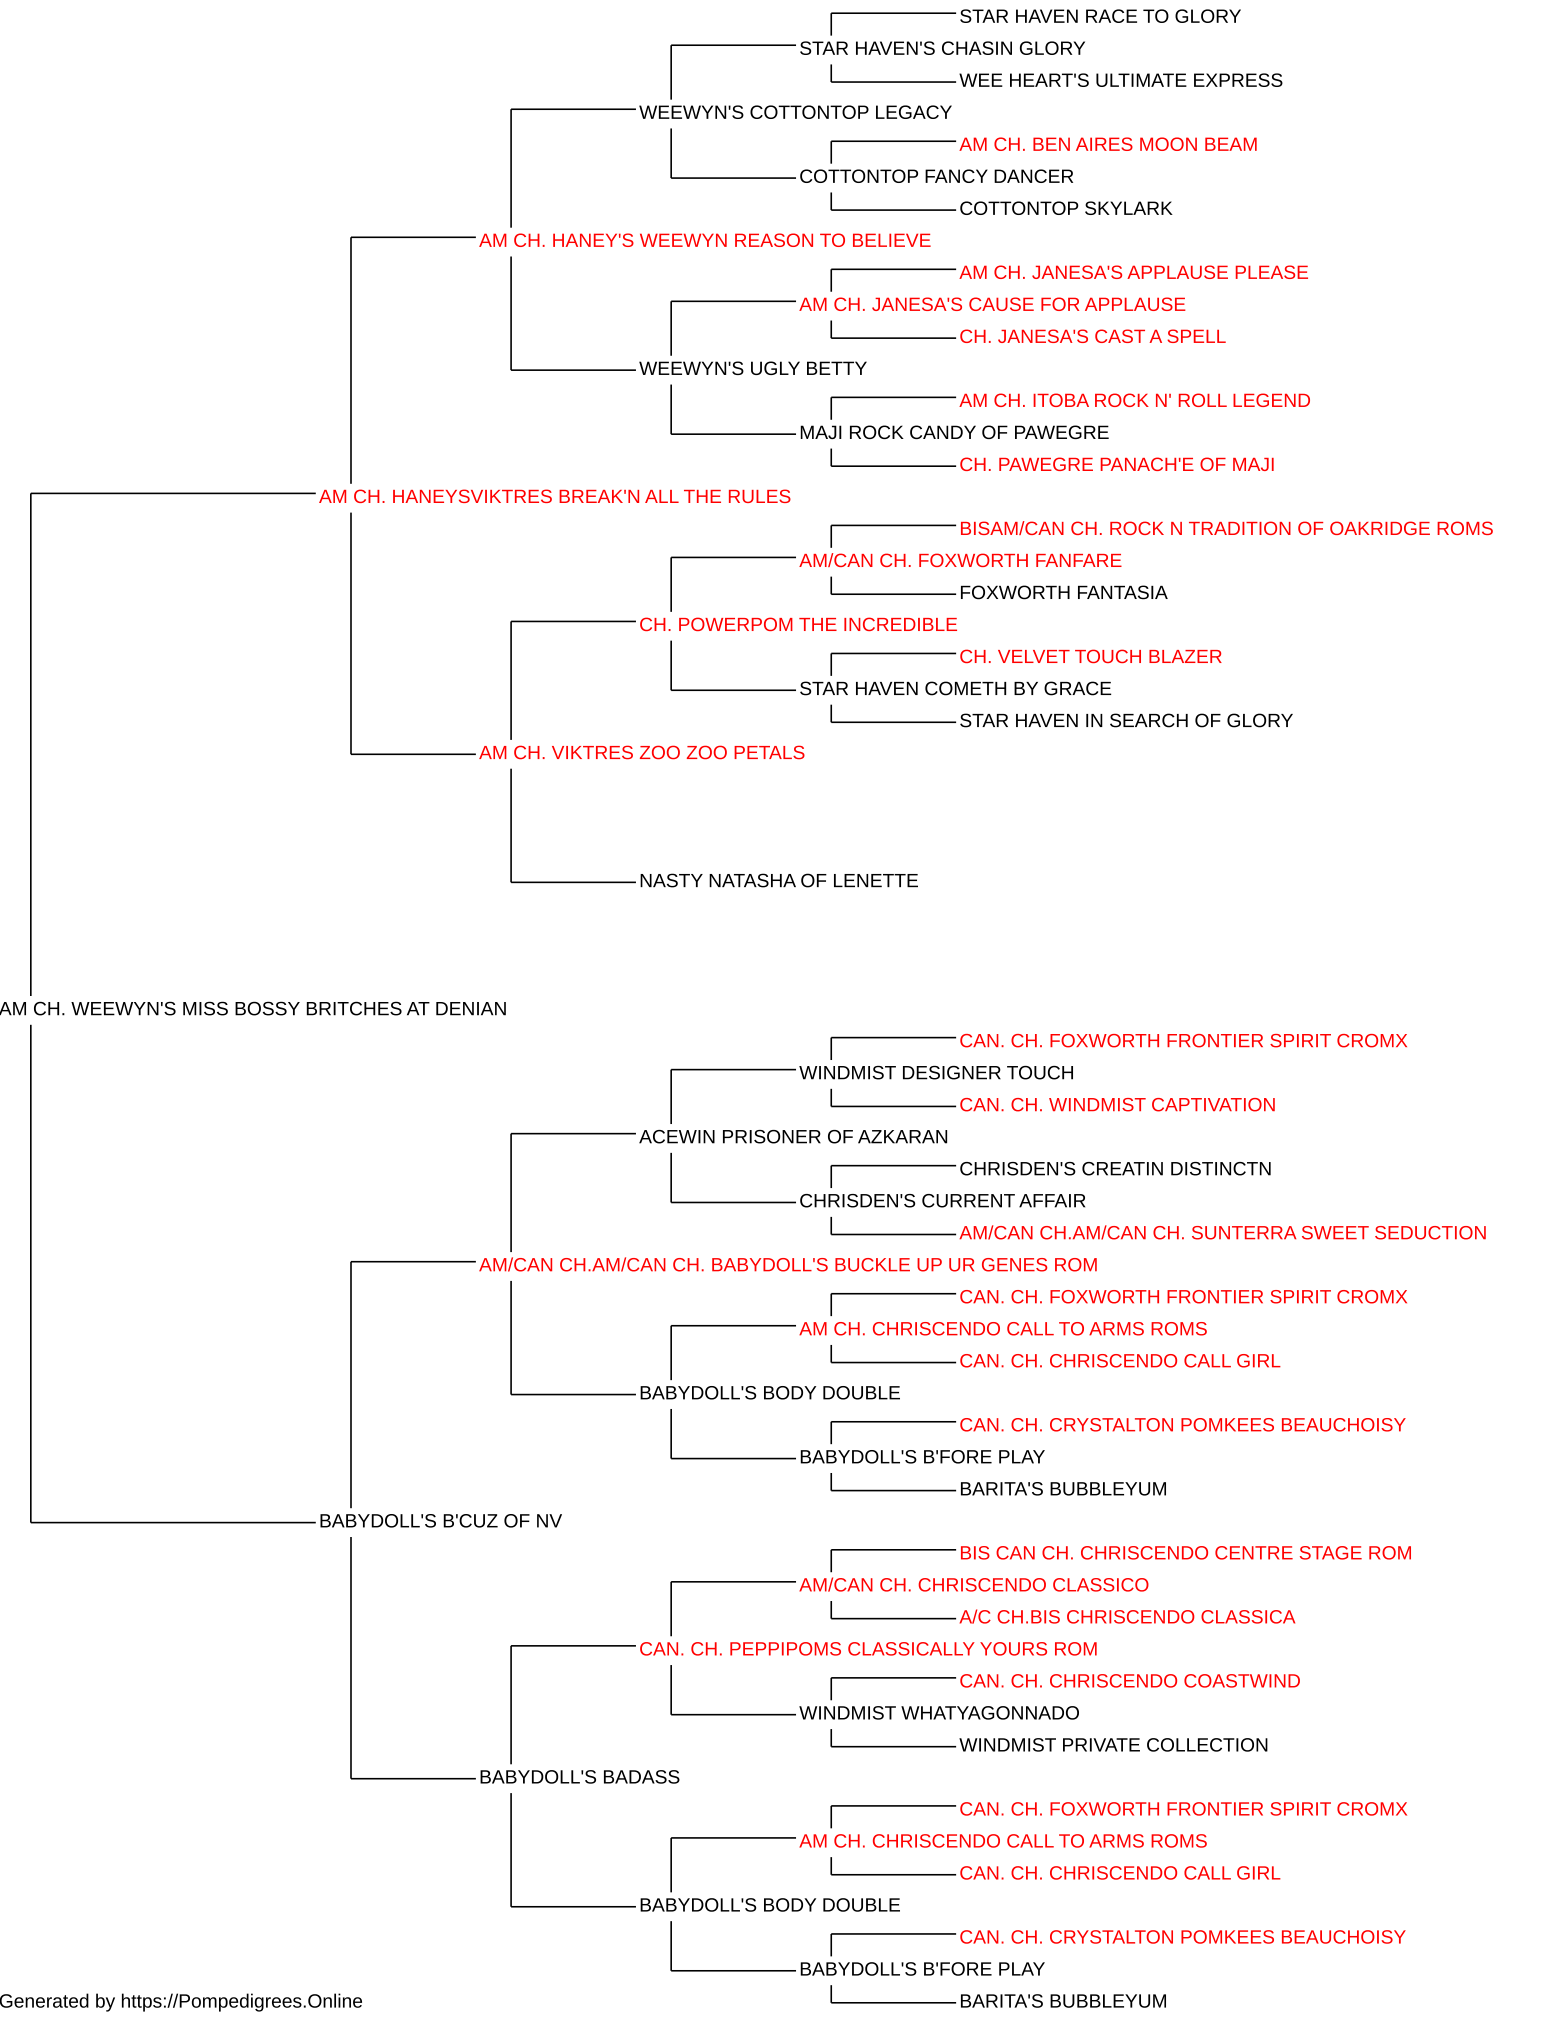 STAR HAVEN RACE TO GLORY
STAR HAVEN'S CHASIN GLORY
WEE HEART'S ULTIMATE EXPRESS
WEEWYN'S COTTONTOP LEGACY
AM CH. BEN AIRES MOON BEAM
COTTONTOP FANCY DANCER
COTTONTOP SKYLARK
AM CH. HANEY'S WEEWYN REASON TO BELIEVE
AM CH. JANESA'S APPLAUSE PLEASE
AM CH. JANESA'S CAUSE FOR APPLAUSE
CH. JANESA'S CAST A SPELL
WEEWYN'S UGLY BETTY
AM CH. ITOBA ROCK N' ROLL LEGEND
MAJI ROCK CANDY OF PAWEGRE
CH. PAWEGRE PANACH'E OF MAJI
AM CH. HANEYSVIKTRES BREAK'N ALL THE RULES
BISAM/CAN CH. ROCK N TRADITION OF OAKRIDGE ROMS
AM/CAN CH. FOXWORTH FANFARE
FOXWORTH FANTASIA
CH. POWERPOM THE INCREDIBLE
CH. VELVET TOUCH BLAZER
STAR HAVEN COMETH BY GRACE
STAR HAVEN IN SEARCH OF GLORY
AM CH. VIKTRES ZOO ZOO PETALS
NASTY NATASHA OF LENETTE
AM CH. WEEWYN'S MISS BOSSY BRITCHES AT DENIAN
CAN. CH. FOXWORTH FRONTIER SPIRIT CROMX
WINDMIST DESIGNER TOUCH
CAN. CH. WINDMIST CAPTIVATION
ACEWIN PRISONER OF AZKARAN
CHRISDEN'S CREATIN DISTINCTN
CHRISDEN'S CURRENT AFFAIR
AM/CAN CH.AM/CAN CH. SUNTERRA SWEET SEDUCTION
AM/CAN CH.AM/CAN CH. BABYDOLL'S BUCKLE UP UR GENES ROM
CAN. CH. FOXWORTH FRONTIER SPIRIT CROMX
AM CH. CHRISCENDO CALL TO ARMS ROMS
CAN. CH. CHRISCENDO CALL GIRL
BABYDOLL'S BODY DOUBLE
CAN. CH. CRYSTALTON POMKEES BEAUCHOISY
BABYDOLL'S B'FORE PLAY
BARITA'S BUBBLEYUM
BABYDOLL'S B'CUZ OF NV
BIS CAN CH. CHRISCENDO CENTRE STAGE ROM
AM/CAN CH. CHRISCENDO CLASSICO
A/C CH.BIS CHRISCENDO CLASSICA
CAN. CH. PEPPIPOMS CLASSICALLY YOURS ROM
CAN. CH. CHRISCENDO COASTWIND
WINDMIST WHATYAGONNADO
WINDMIST PRIVATE COLLECTION
BABYDOLL'S BADASS
CAN. CH. FOXWORTH FRONTIER SPIRIT CROMX
AM CH. CHRISCENDO CALL TO ARMS ROMS
CAN. CH. CHRISCENDO CALL GIRL
BABYDOLL'S BODY DOUBLE
CAN. CH. CRYSTALTON POMKEES BEAUCHOISY
BABYDOLL'S B'FORE PLAY
BARITA'S BUBBLEYUM
Generated by https://Pompedigrees.Online